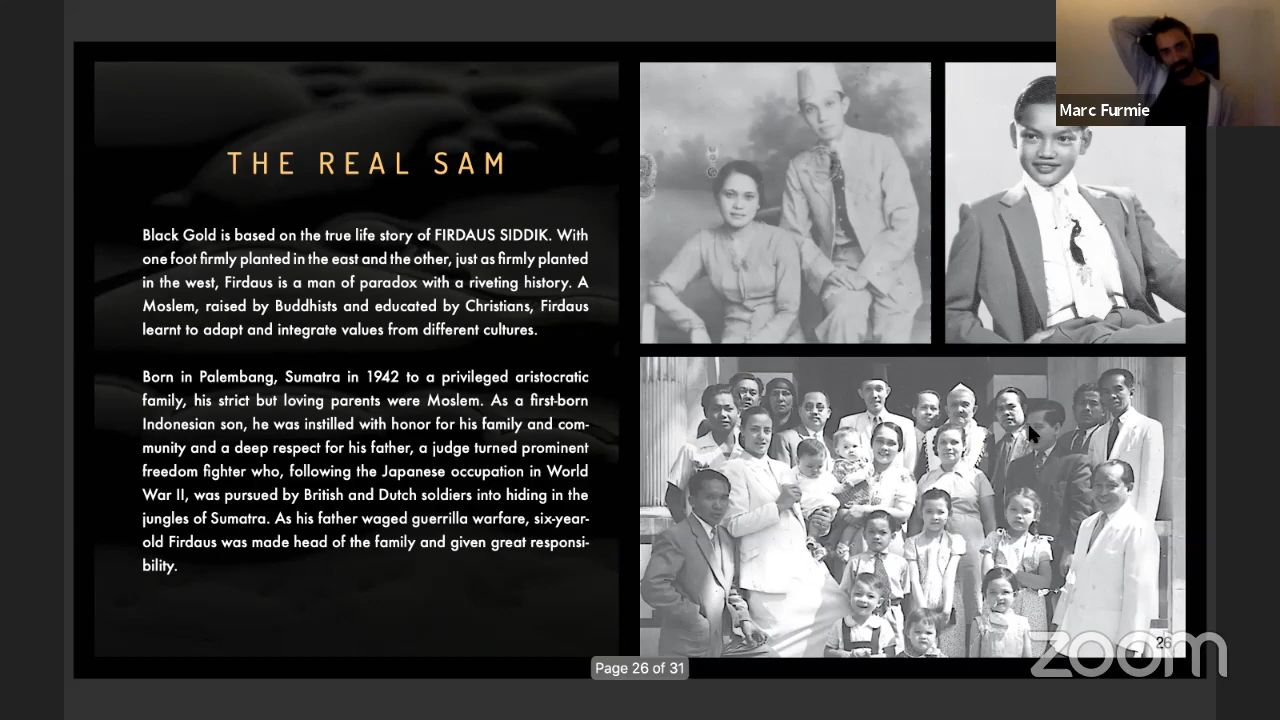 Marc Furmie
THE REAL SAM
Black Gold is based on the true life story of FIRDAUS SIDDIK. With
one foot firmly planted in the east and the other, just as firmly planted
in the west, Firdaus is a man of paradox with a riveting history. A
Moslem, raised by Buddhists and educated by Christians, Firdaus
learnt to adapt and integrate values from different cultures.
Born in Palembang, Sumatra in 1942 to a privileged aristocratic
family, his strict but loving parents were Moslem. As a first-born
Indonesian son, he was instilled with honor for his family and com-
munity and a deep respect for his father, a judge turned prominent
freedom fighter who, following the Japanese occupation in World
War II, was pursued by British and Dutch soldiers into hiding in the
jungles of Sumatra. As his father waged guerrilla warfare, six-year-
old Firdaus was made head of the family and given great responsi-
bility.
26
zoom
Page 26 of 31